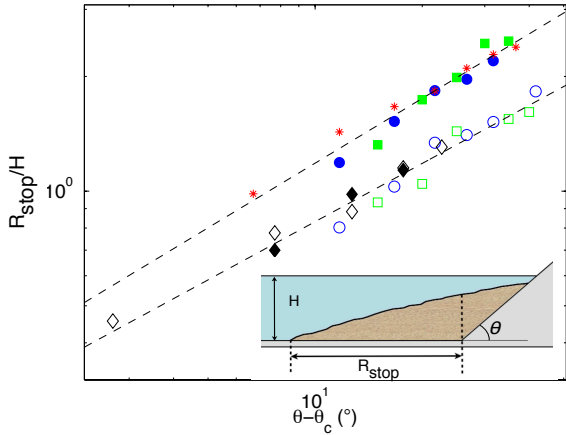 R_stop/H
10^0
H
θ
R_stop
10^1
θ−θ_c (°)